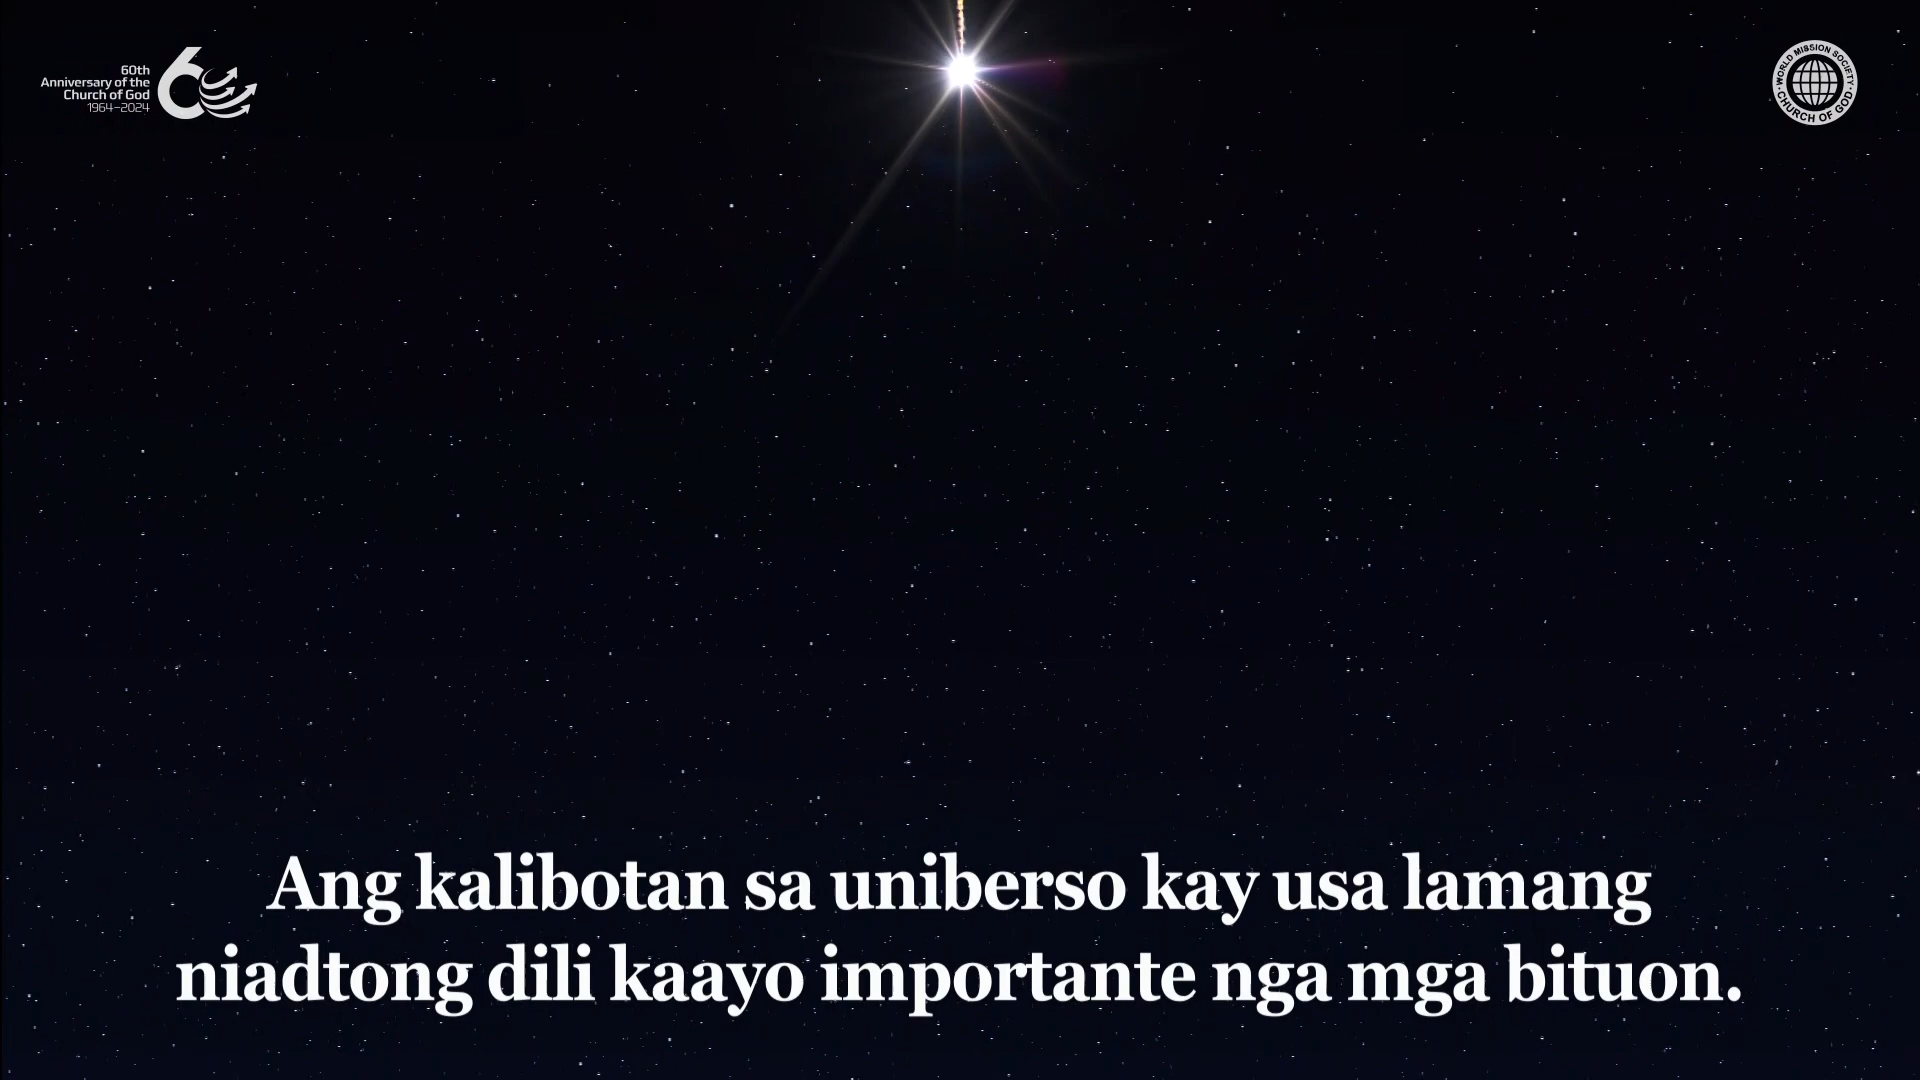 60th
Anniversary of the
Church of God
1964–2024
60
WORLD MISSION SOCIETY
CHURCH OF GOD
Ang kalibotan sa uniberso kay usa lamang
niadtong dili kaayo importante nga mga bituon.